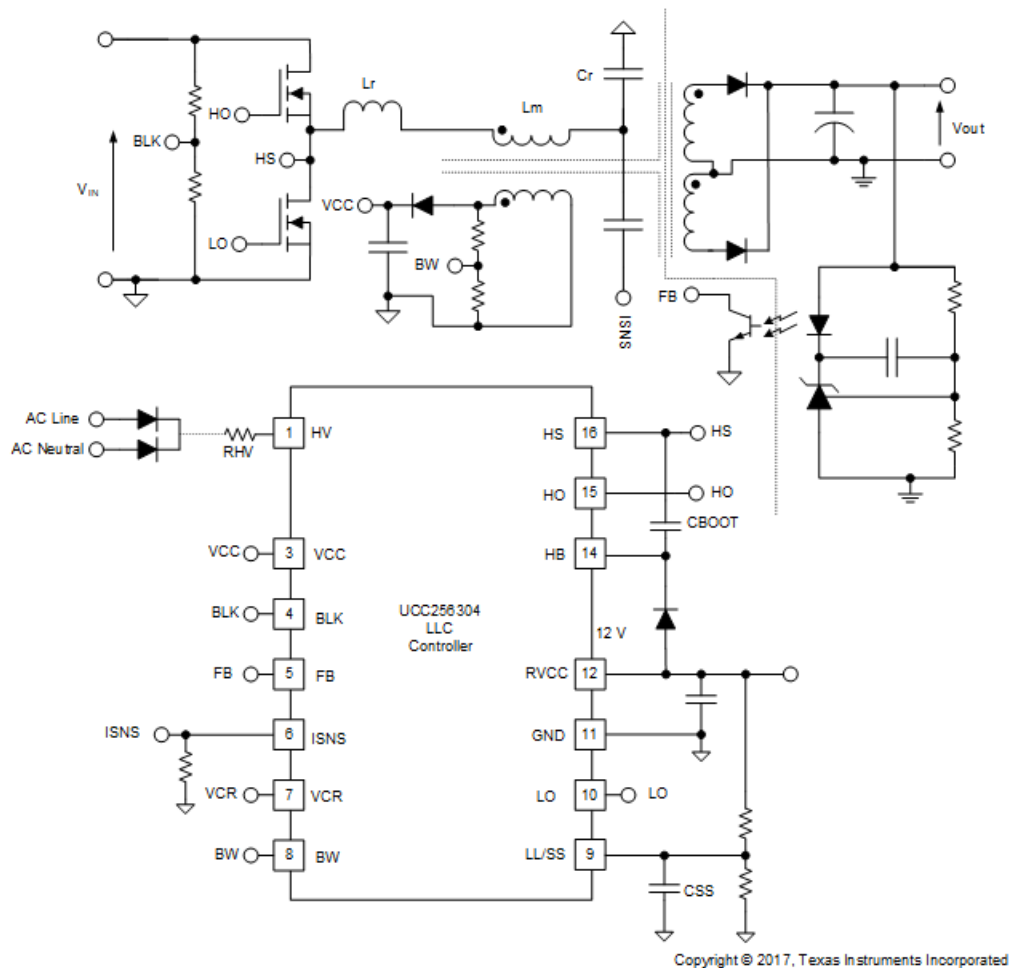 Cr
Lr
Lm
HO
BLK
HS
VIN
LO
VCC
BW
ISNS
Vout
FB
AC Line
AC Neutral
RHV
1
HV
HS
16
HS
HO
15
HO
CBOOT
VCC
3
VCC
HB
14
BLK
4
BLK
UCC256304
LLC
Controller
12 V
FB
5
FB
RVCC
12
ISNS
6
ISNS
GND
11
VCR
7
VCR
LO
10
LO
BW
8
BW
LL/SS
9
CSS
Copyright © 2017, Texas Instruments Incorporated